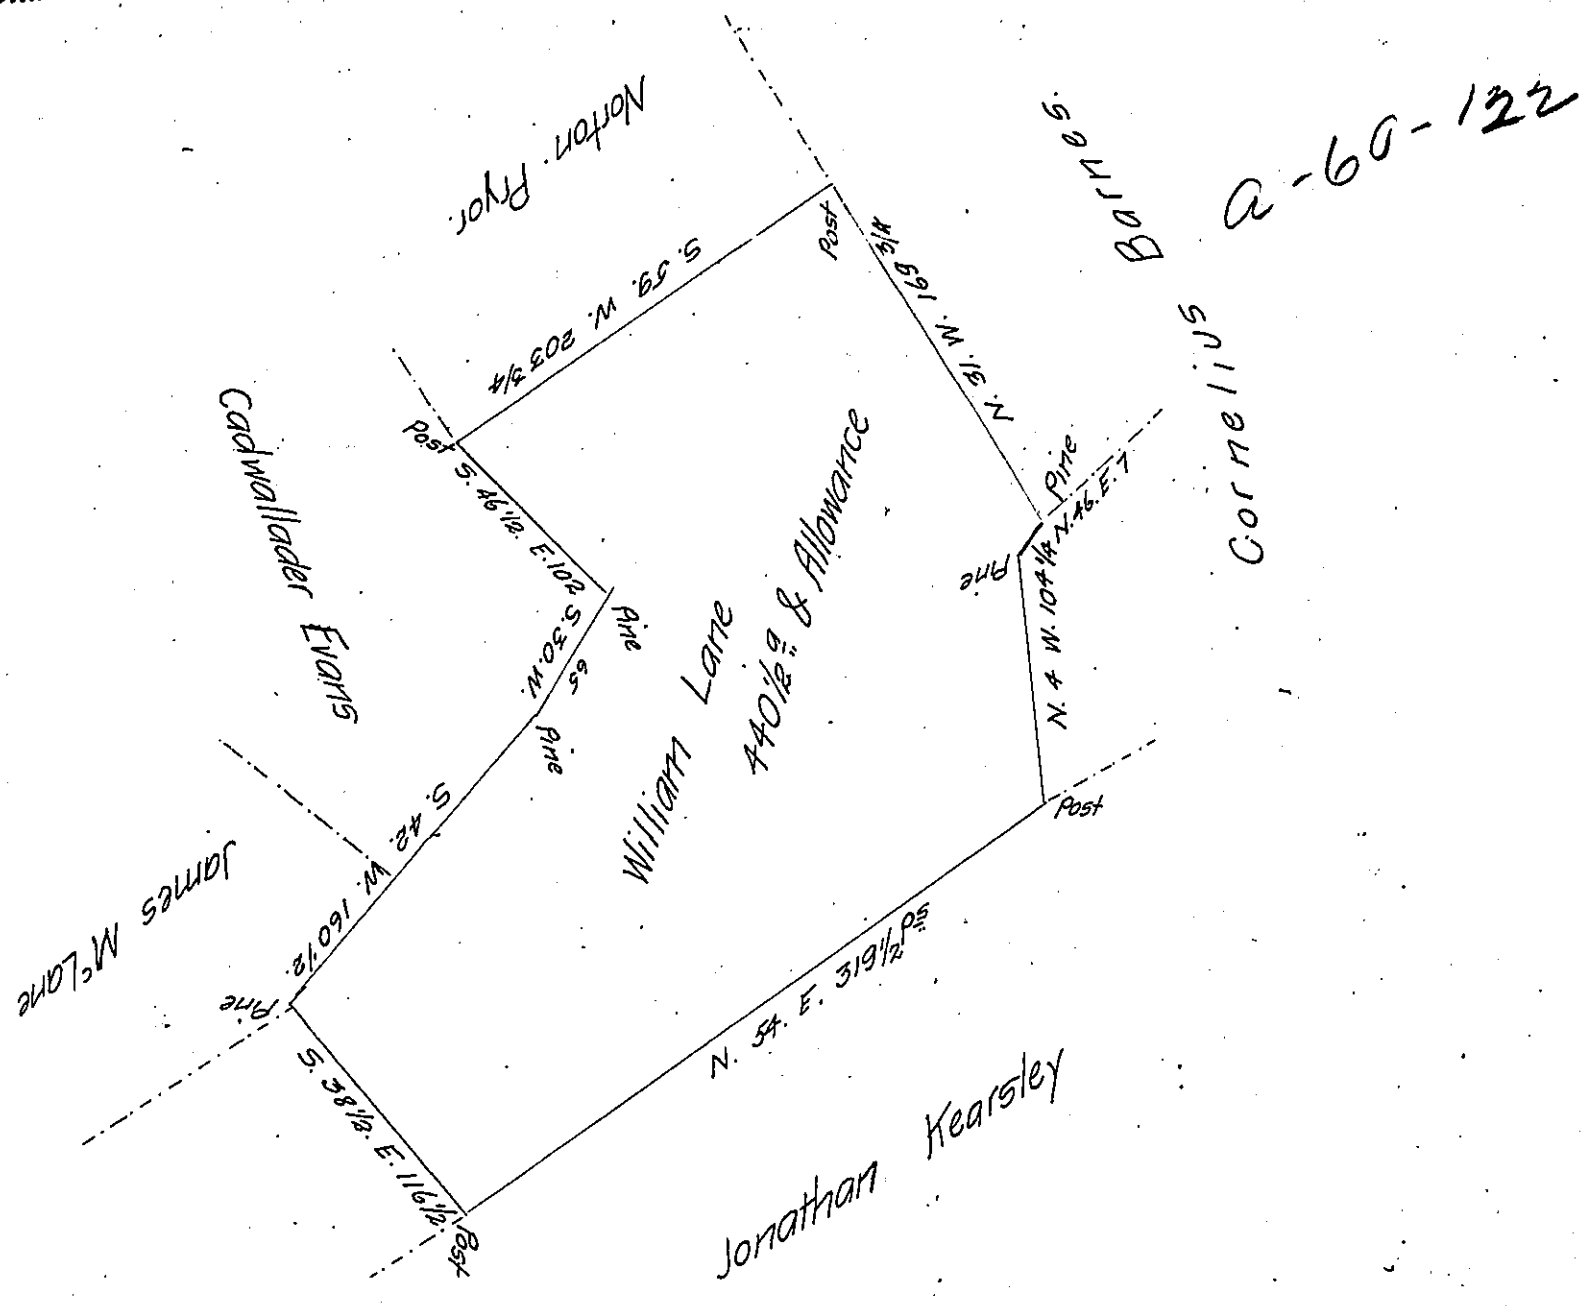 a-60-122
Norton Pryor.
Cornelius Barnes.
Cadwallader Evans
James McLane
Jonathan Kearsley
William Lane
440 1/2 a & Allowance
Post
S. 59. W. 203 3/4
Post
S. 46 1/2. E. 102
Pine
S. 30. W. 65
Pine
S. 42. W. 160 1/2.
Pine
S. 38 1/2. E. 116 1/2
Post
N. 54. E. 319 1/2 Ps
Post
N. 4 W. 104 1/4
Pine
N. 46. E. 7
Pine
N. 31. W. 169 3/4